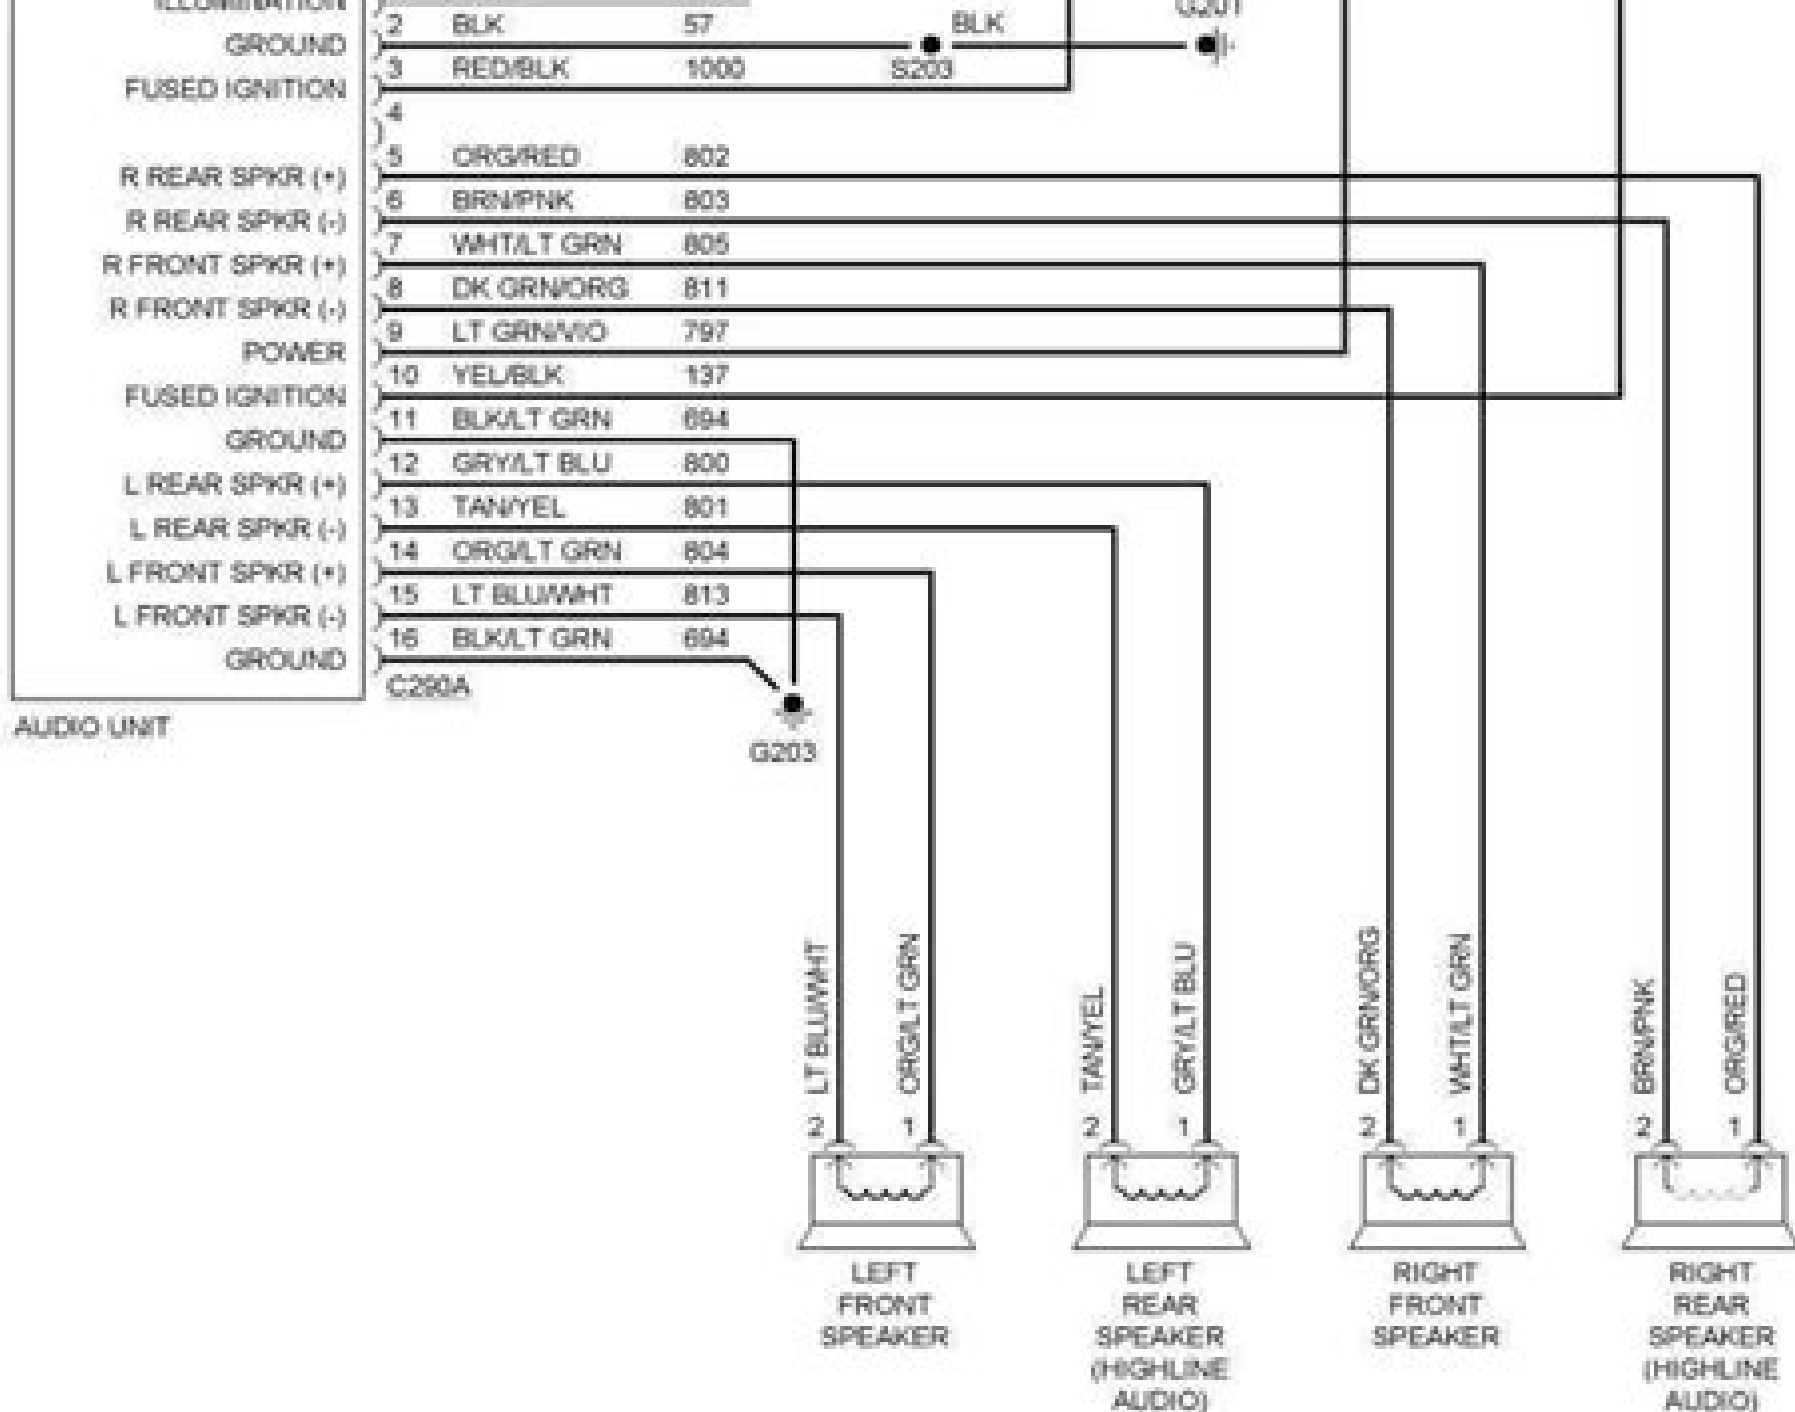 ILLUMINATION
2 BLK 57 BLK G201
GROUND
3 RED/BLK 1000 S203
FUSED IGNITION
4
5 ORG/RED 802
R REAR SPKR (+)
6 BRN/PNK 803
R REAR SPKR (-)
7 WHT/LT GRN 805
R FRONT SPKR (+)
8 DK GRN/ORG 811
R FRONT SPKR (-)
9 LT GRN/VIO 797
POWER
10 YEL/BLK 137
FUSED IGNITION
11 BLK/LT GRN 694
GROUND
12 GRY/LT BLU 800
L REAR SPKR (+)
13 TAN/YEL 801
L REAR SPKR (-)
14 ORG/LT GRN 804
L FRONT SPKR (+)
15 LT BLU/WHT 813
L FRONT SPKR (-)
16 BLK/LT GRN 694
GROUND
C290A
AUDIO UNIT
G203
LT BLU/WHT
ORG/LT GRN
TAN/YEL
GRY/LT BLU
DK GRN/ORG
WHT/LT GRN
BRN/PNK
ORG/RED
2 1 2 1 2 1 2 1
LEFT
FRONT
SPEAKER
LEFT
REAR
SPEAKER
(HIGHLINE
AUDIO)
RIGHT
FRONT
SPEAKER
RIGHT
REAR
SPEAKER
(HIGHLINE
AUDIO)